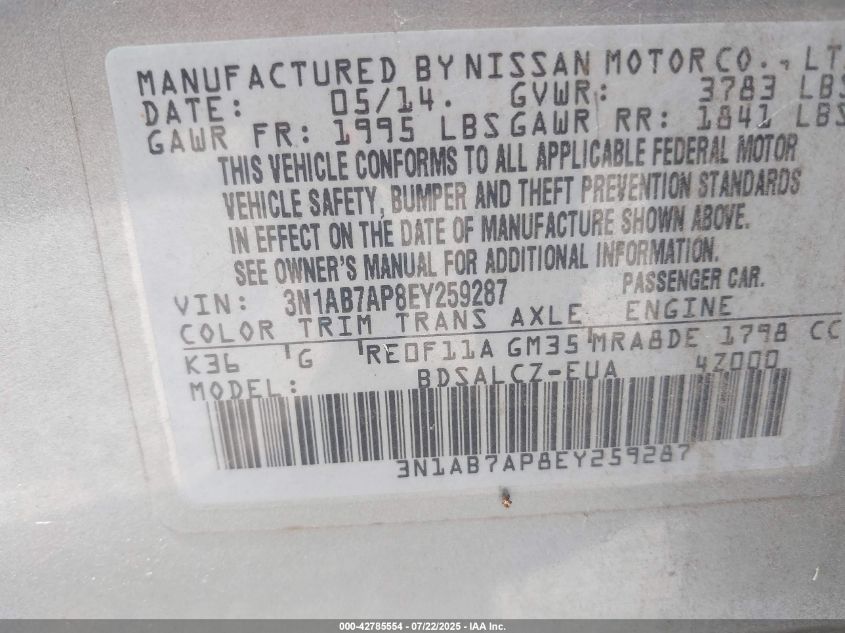 MANUFACTURED BY NISSAN MOTOR CO., LT
DATE: 05/14. GVWR: 3783 LBS
GAWR FR: 1995 LBS GAWR RR: 1841 LBS
THIS VEHICLE CONFORMS TO ALL APPLICABLE FEDERAL MOTOR
VEHICLE SAFETY, BUMPER AND THEFT PREVENTION STANDARDS
IN EFFECT ON THE DATE OF MANUFACTURE SHOWN ABOVE.
SEE OWNER'S MANUAL FOR ADDITIONAL INFORMATION.
VIN: 3N1AB7AP8EY259287 PASSENGER CAR.
COLOR TRIM TRANS AXLE ENGINE
K36 G RE0F11A GM35 MRA8DE 1798 CC
MODEL: BDSALCZ-EUA 4Z000
3N1AB7AP8EY259287
000-42785554 - 07/22/2025 - IAA Inc.